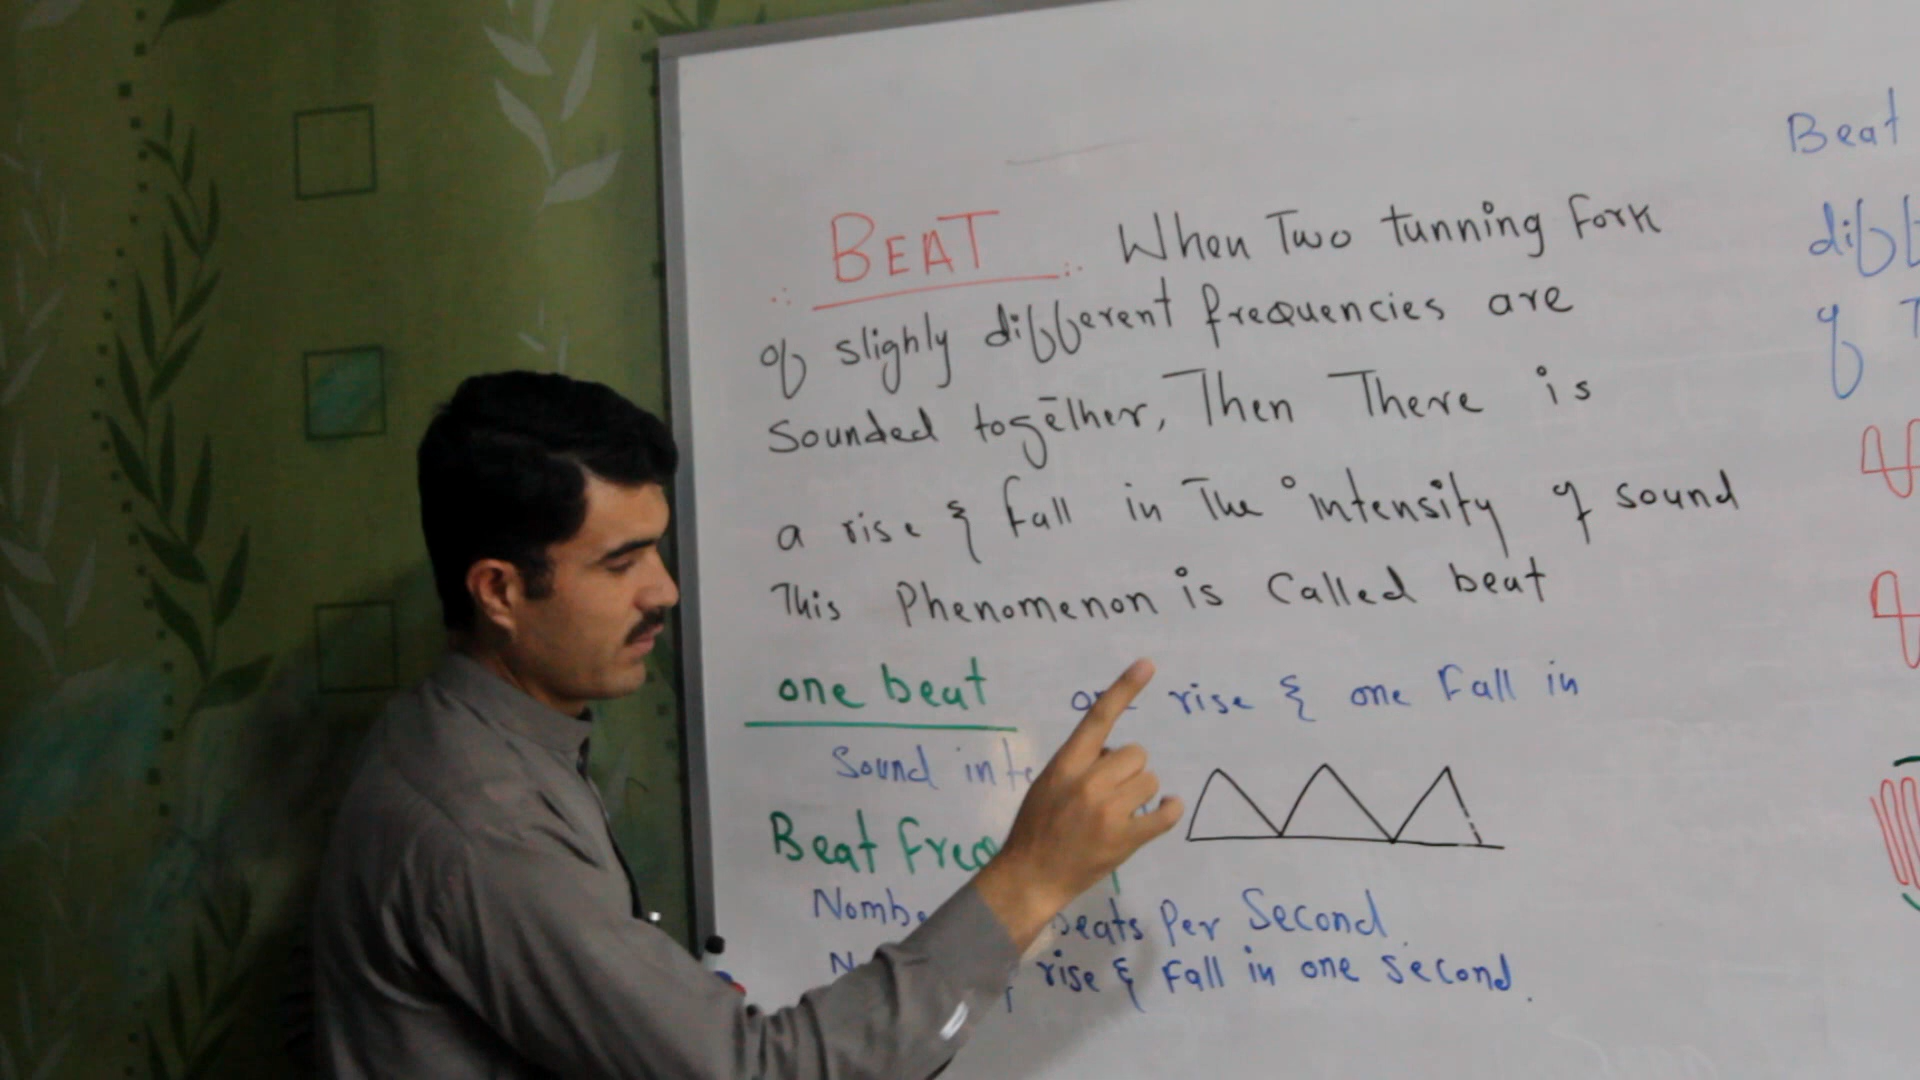 BEAT When Two tunning Fork
of slighly different frequencies are
Sounded together, Then There is
a rise & fall in The intensity of sound
This Phenomenon is Called beat
one beat rise & one Fall in
Sound
Beat
beats Per Second
rise & Fall in one second.
Beat
of